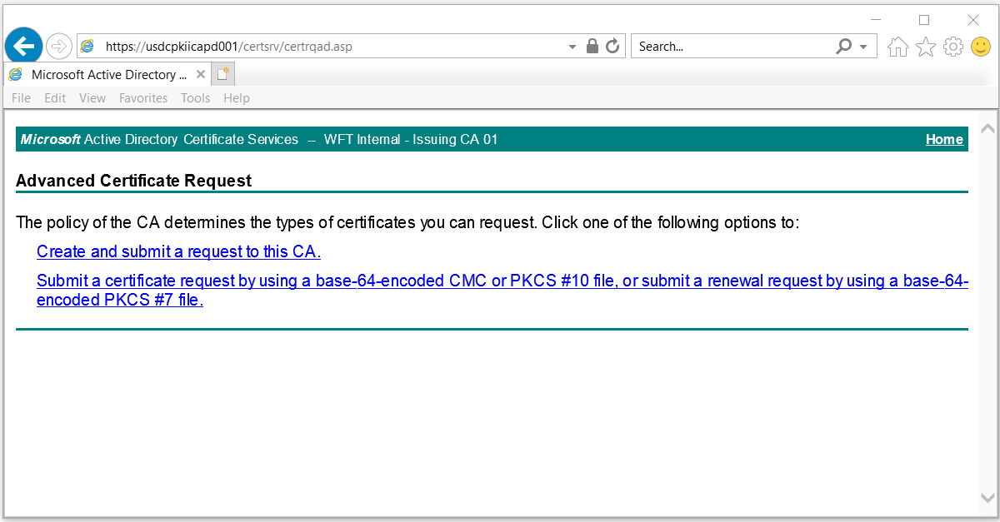 https://usdcpkiicapd001/certsrv/certrqad.asp
Search...
Microsoft Active Directory ...
File Edit View Favorites Tools Help
Microsoft Active Directory Certificate Services -- WFT Internal - Issuing CA 01 Home
Advanced Certificate Request
The policy of the CA determines the types of certificates you can request. Click one of the following options to:
Create and submit a request to this CA.
Submit a certificate request by using a base-64-encoded CMC or PKCS #10 file, or submit a renewal request by using a base-64-
encoded PKCS #7 file.